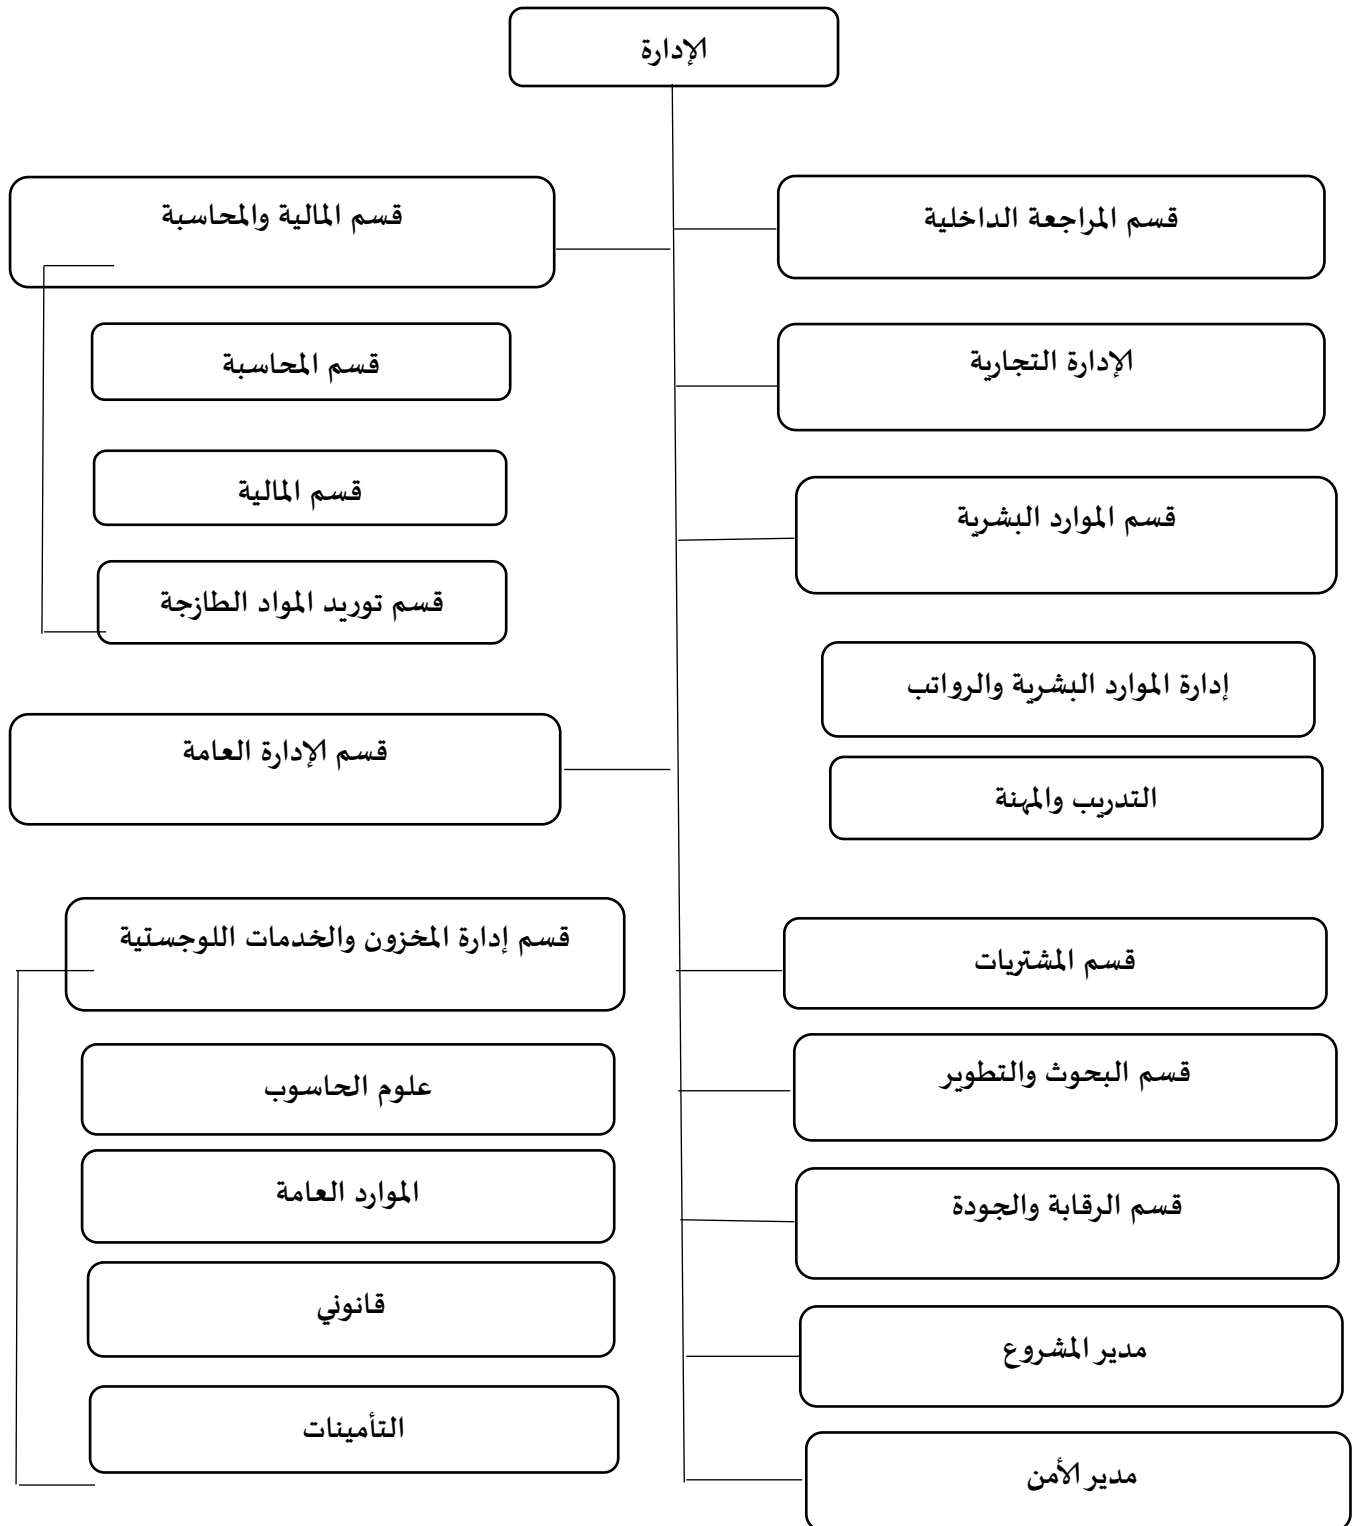 الإدارة
قسم المراجعة الداخلية
قسم المالية والمحاسبة
الإدارة التجارية
قسم المحاسبة
قسم المالية
قسم الموارد البشرية
قسم توريد المواد الطازجة
إدارة الموارد البشرية والرواتب
قسم الإدارة العامة
التدريب والمهنة
قسم إدارة المخزون والخدمات اللوجستية
قسم المشتريات
علوم الحاسوب
قسم البحوث والتطوير
الموارد العامة
قسم الرقابة والجودة
قانوني
مدير المشروع
التأمينات
مدير الأمن